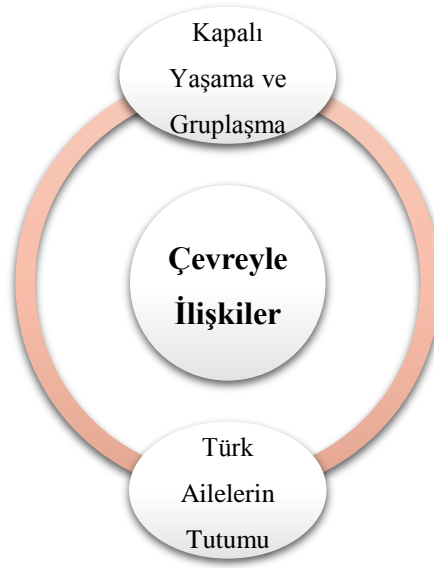 Kapalı
Yaşama ve
Gruplaşma
Çevreyle
İlişkiler
Türk
Ailelerin
Tutumu